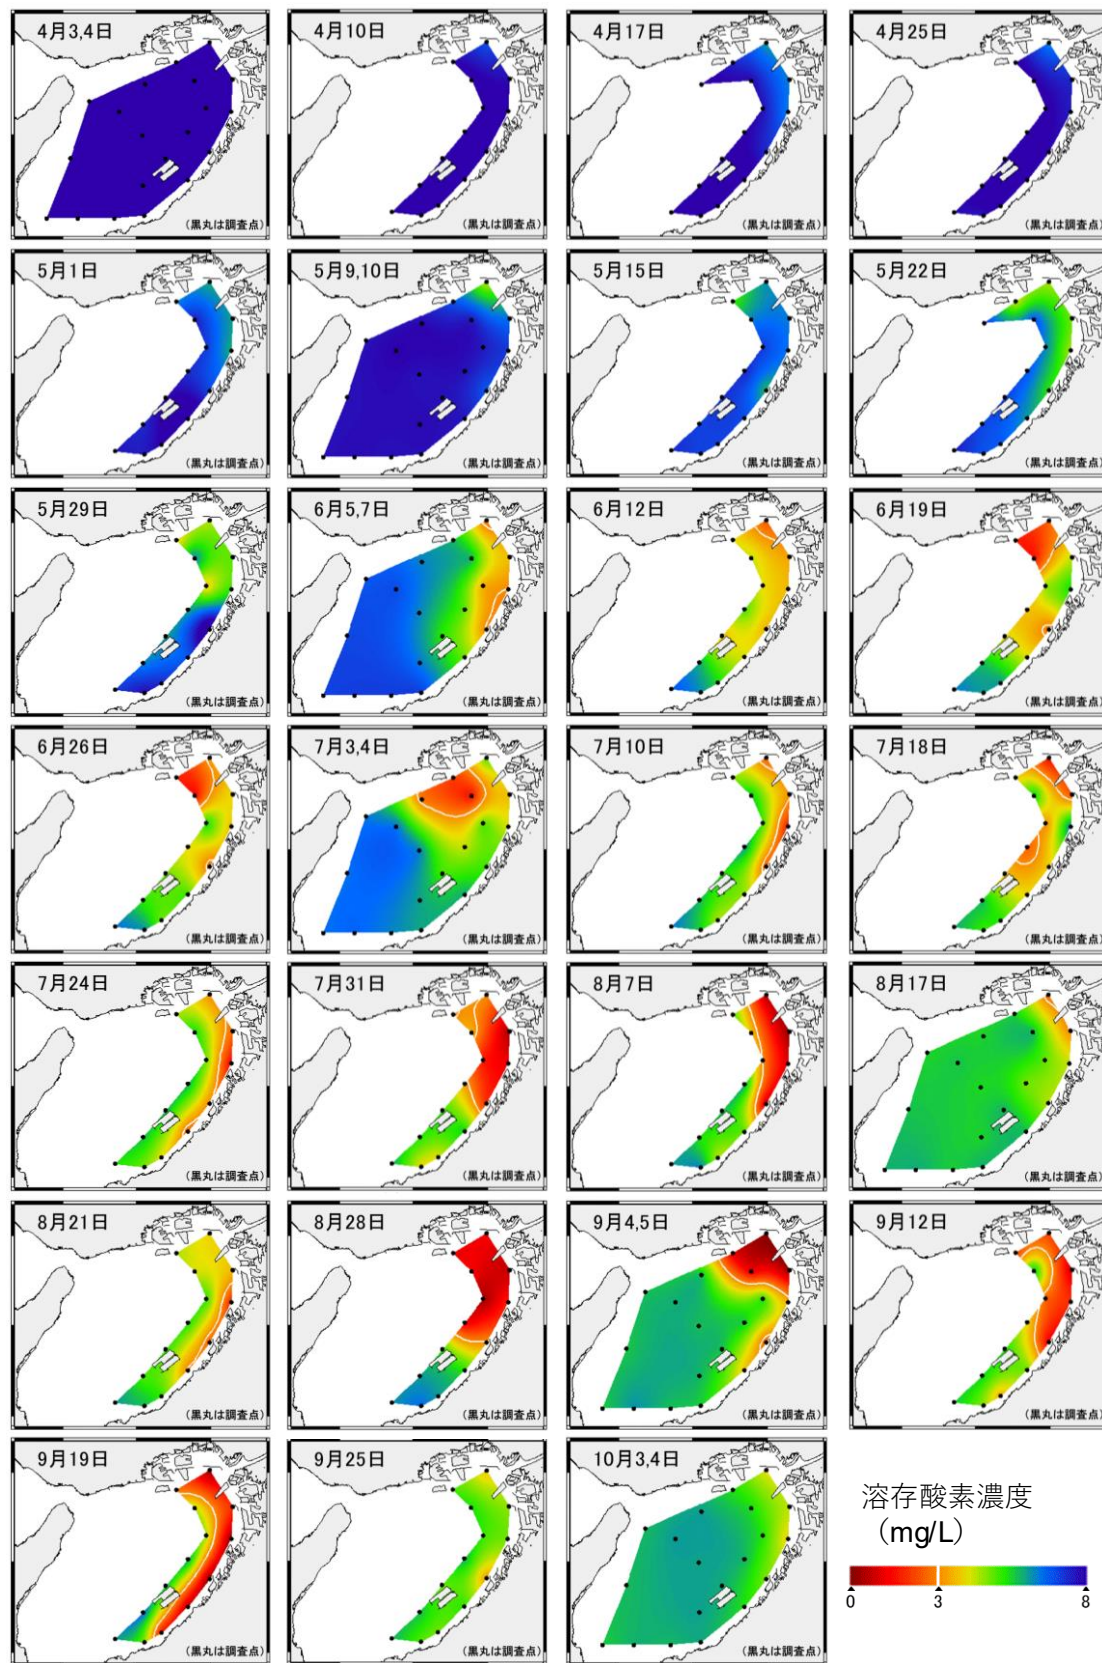 4月3,4日
(黒丸は調査点)
4月10日
(黒丸は調査点)
4月17日
(黒丸は調査点)
4月25日
(黒丸は調査点)
5月1日
(黒丸は調査点)
5月9,10日
(黒丸は調査点)
5月15日
(黒丸は調査点)
5月22日
(黒丸は調査点)
5月29日
(黒丸は調査点)
6月5,7日
(黒丸は調査点)
6月12日
(黒丸は調査点)
6月19日
(黒丸は調査点)
6月26日
(黒丸は調査点)
7月3,4日
(黒丸は調査点)
7月10日
(黒丸は調査点)
7月18日
(黒丸は調査点)
7月24日
(黒丸は調査点)
7月31日
(黒丸は調査点)
8月7日
(黒丸は調査点)
8月17日
(黒丸は調査点)
8月21日
(黒丸は調査点)
8月28日
(黒丸は調査点)
9月4,5日
(黒丸は調査点)
9月12日
(黒丸は調査点)
9月19日
(黒丸は調査点)
9月25日
(黒丸は調査点)
10月3,4日
(黒丸は調査点)
溶存酸素濃度
（mg/L）
0 3 8